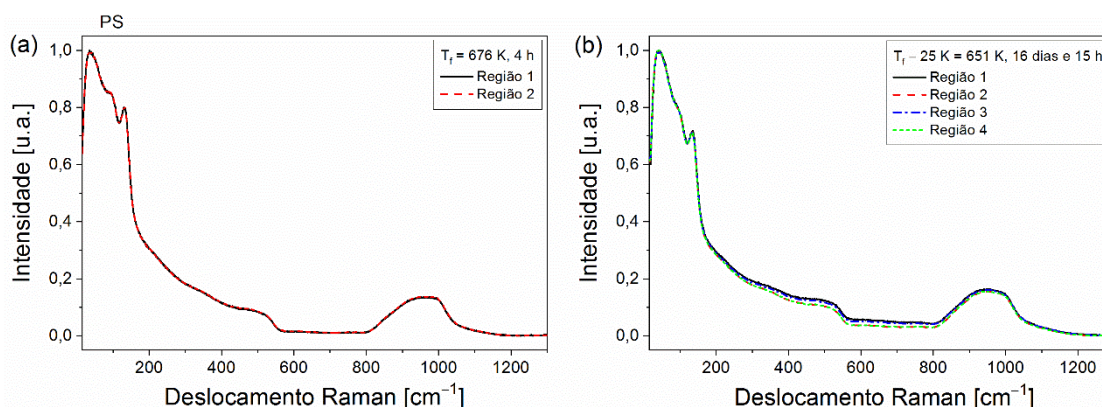 PS
(a)
T_f = 676 K, 4 h
Região 1
Região 2
1,0
0,8
0,6
0,4
0,2
0,0
Intensidade [u.a.]
200 400 600 800 1000 1200
Deslocamento Raman [cm⁻¹]
(b)
T_f − 25 K = 651 K, 16 dias e 15 h
Região 1
Região 2
Região 3
Região 4
1,0
0,8
0,6
0,4
0,2
0,0
Intensidade [u.a.]
200 400 600 800 1000 1200
Deslocamento Raman [cm⁻¹]